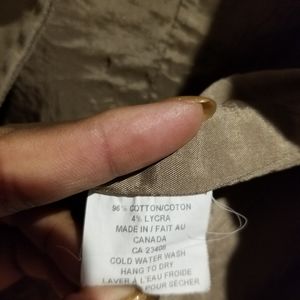 96% COTTON/COTON
4% LYCRA
MADE IN / FAIT AU
CANADA
CA 23408
COLD WATER WASH
HANG TO DRY
LAVER À L'EAU FROIDE
POUR SÉCHER